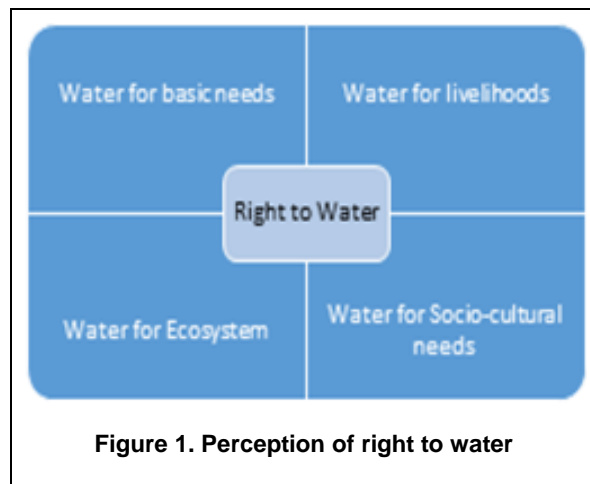 Water for basic needs
Water for livelihoods
Right to Water
Water for Ecosystem
Water for Socio-cultural
needs
Figure 1. Perception of right to water